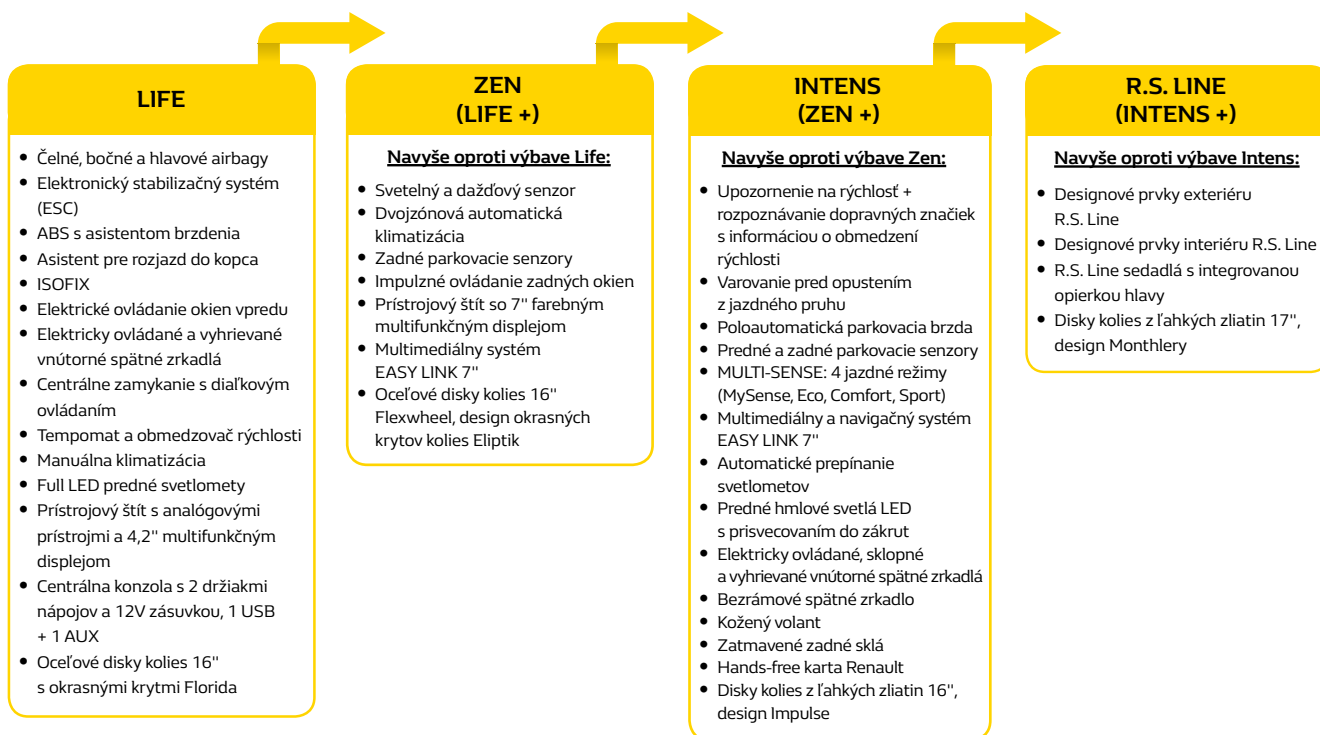 LIFE
Čelné, bočné a hlavové airbagy
Elektronický stabilizačný systém
(ESC)
ABS s asistentom brzdenia
Asistent pre rozjazd do kopca
ISOFIX
Elektrické ovládanie okien vpredu
Elektricky ovládané a vyhrievané
vnútorné spätné zrkadlá
Centrálne zamykanie s diaľkovým
ovládaním
Tempomat a obmedzovač rýchlosti
Manuálna klimatizácia
Full LED predné svetlomety
Prístrojový štít s analógovými
prístrojmi a 4,2" multifunkčným
displejom
Centrálna konzola s 2 držiakmi
nápojov a 12V zásuvkou, 1 USB
+ 1 AUX
Oceľové disky kolies 16"
s okrasnými krytmi Florida
ZEN
(LIFE +)
Navyše oproti výbave Life:
Svetelný a dažďový senzor
Dvojzónová automatická
klimatizácia
Zadné parkovacie senzory
Impulzné ovládanie zadných okien
Prístrojový štít so 7" farebným
multifunkčným displejom
Multimediálny systém
EASY LINK 7"
Oceľové disky kolies 16"
Flexwheel, design okrasných
krytov kolies Eliptik
INTENS
(ZEN +)
Navyše oproti výbave Zen:
Upozornenie na rýchlosť +
rozpoznávanie dopravných značiek
s informáciou o obmedzení
rýchlosti
Varovanie pred opustením
z jazdného pruhu
Poloautomatická parkovacia brzda
Predné a zadné parkovacie senzory
MULTI-SENSE: 4 jazdné režimy
(MySense, Eco, Comfort, Sport)
Multimediálny a navigačný systém
EASY LINK 7"
Automatické prepínanie
svetlometov
Predné hmlové svetlá LED
s prisvecovaním do zákrut
Elektricky ovládané, sklopné
a vyhrievané vnútorné spätné zrkadlá
Bezrámové spätné zrkadlo
Kožený volant
Zatmavené zadné sklá
Hands-free karta Renault
Disky kolies z ľahkých zliatin 16",
design Impulse
R.S. LINE
(INTENS +)
Navyše oproti výbave Intens:
Designové prvky exteriéru
R.S. Line
Designové prvky interiéru R.S. Line
R.S. Line sedadlá s integrovanou
opierkou hlavy
Disky kolies z ľahkých zliatin 17",
design Monthlery